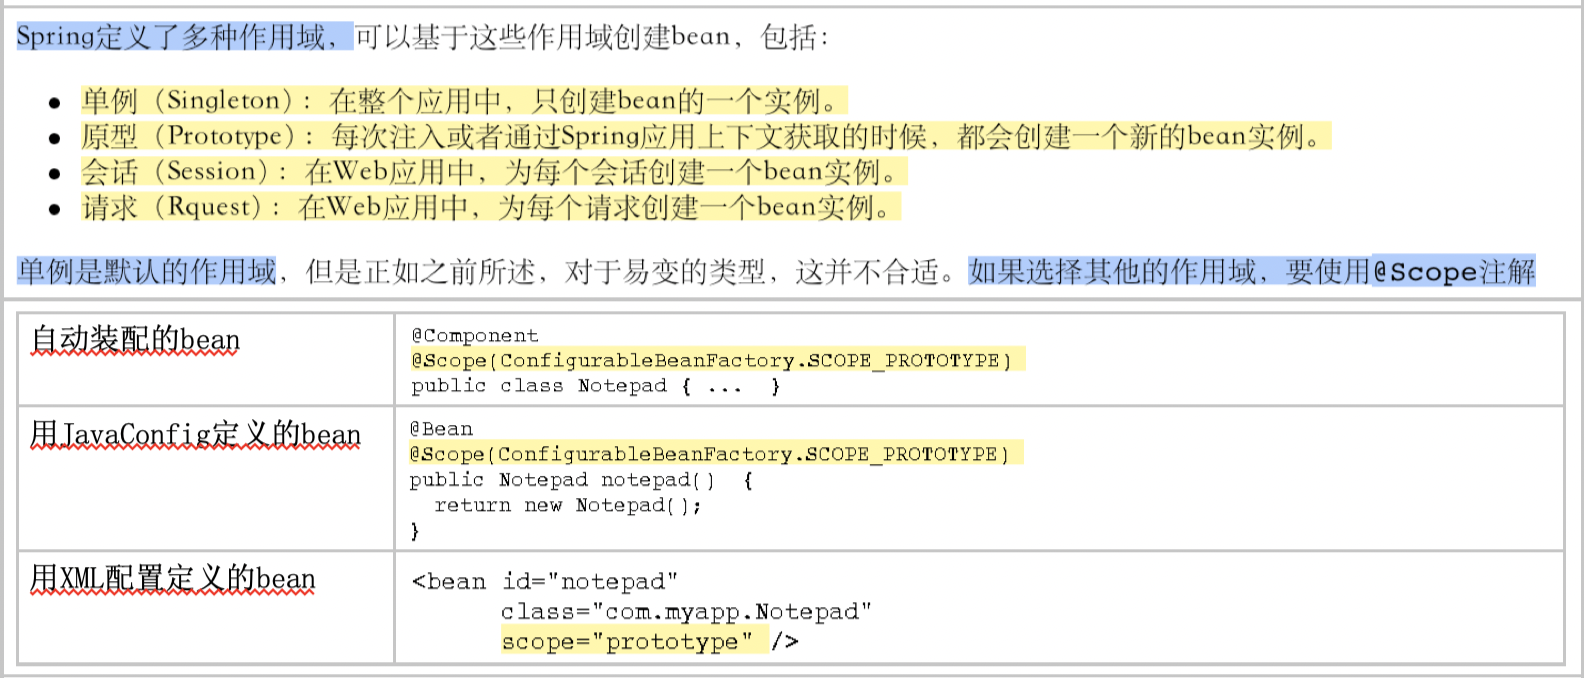 Spring定义了多种作用域，可以基于这些作用域创建bean，包括：
● 单例（Singleton）：在整个应用中，只创建bean的一个实例。
● 原型（Prototype）：每次注入或者通过Spring应用上下文获取的时候，都会创建一个新的bean实例。
● 会话（Session）：在Web应用中，为每个会话创建一个bean实例。
● 请求（Rquest）：在Web应用中，为每个请求创建一个bean实例。
单例是默认的作用域，但是正如之前所述，对于易变的类型，这并不合适。如果选择其他的作用域，要使用@Scope注解
自动装配的bean
@Component
@Scope(ConfigurableBeanFactory.SCOPE_PROTOTYPE)
public class Notepad { ... }
用JavaConfig定义的bean
@Bean
@Scope(ConfigurableBeanFactory.SCOPE_PROTOTYPE)
public Notepad notepad() {
return new Notepad();
}
用XML配置定义的bean
<bean id="notepad"
class="com.myapp.Notepad"
scope="prototype" />